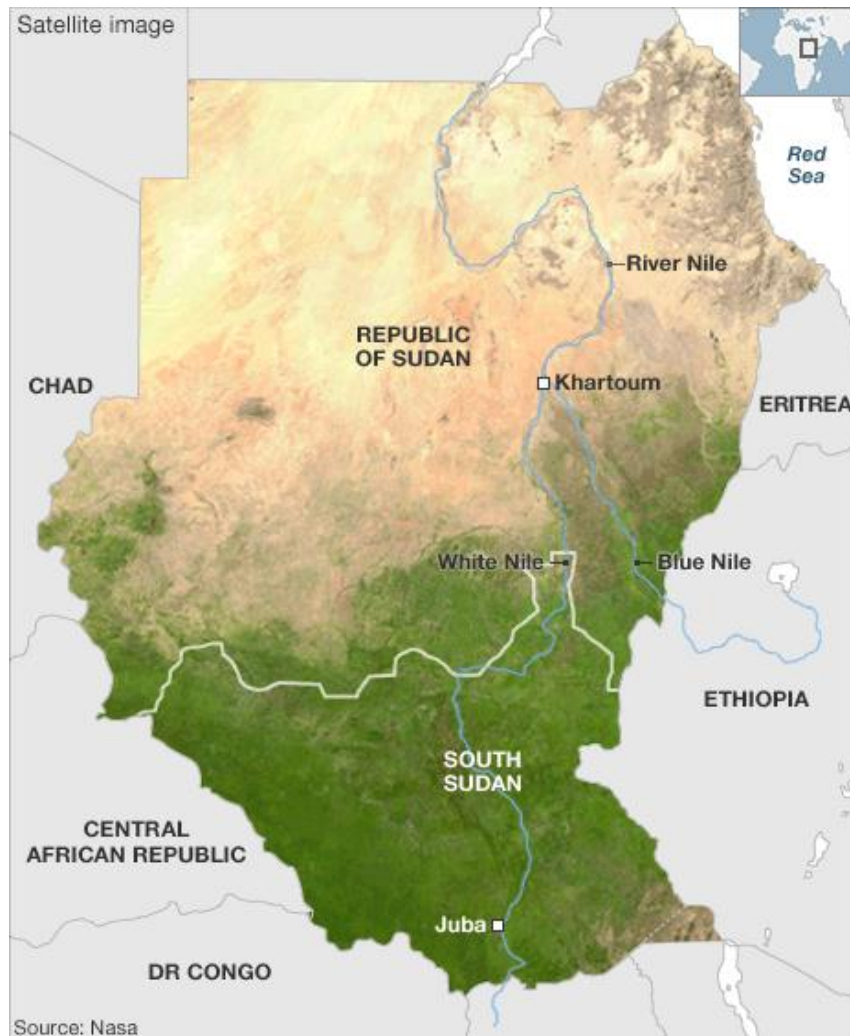 Satellite image
Red
Sea
River Nile
REPUBLIC
OF SUDAN
CHAD
Khartoum
ERITREA
White Nile
Blue Nile
ETHIOPIA
SOUTH
SUDAN
CENTRAL
AFRICAN REPUBLIC
Juba
DR CONGO
Source: Nasa